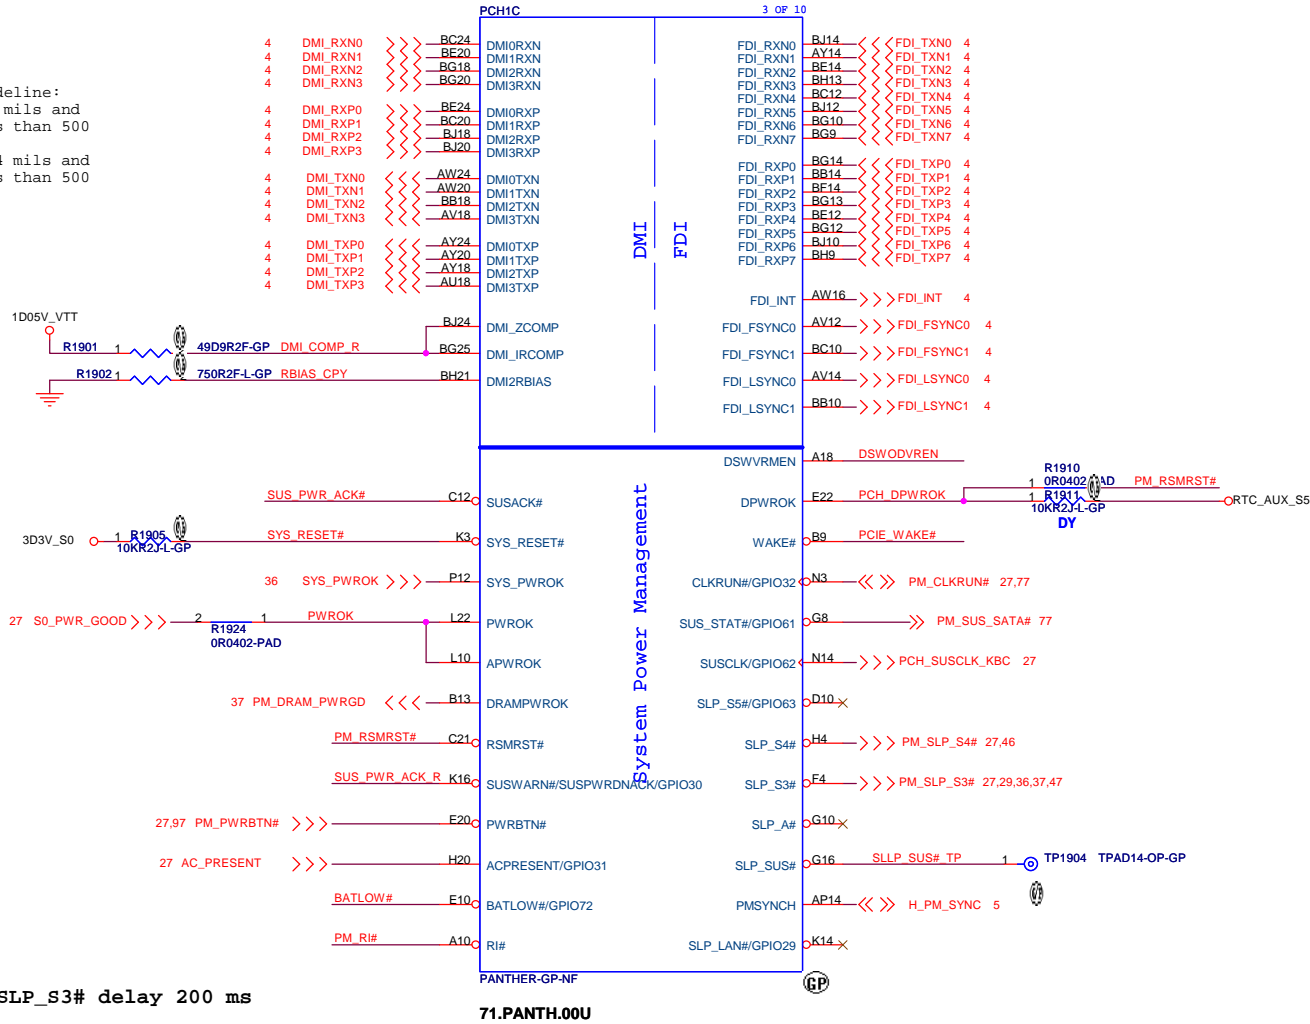 PCH1C 3 OF 10
deline:
mils and
s than 500
4 mils and
s than 500
4 DMI_RXN0 BC24 DMI0RXN
4 DMI_RXN1 BE20 DMI1RXN
4 DMI_RXN2 BG18 DMI2RXN
4 DMI_RXN3 BG20 DMI3RXN
4 DMI_RXP0 BE24 DMI0RXP
4 DMI_RXP1 BC20 DMI1RXP
4 DMI_RXP2 BJ18 DMI2RXP
4 DMI_RXP3 BJ20 DMI3RXP
4 DMI_TXN0 AW24 DMI0TXN
4 DMI_TXN1 AW20 DMI1TXN
4 DMI_TXN2 BB18 DMI2TXN
4 DMI_TXN3 AV18 DMI3TXN
4 DMI_TXP0 AY24 DMI0TXP
4 DMI_TXP1 AY20 DMI1TXP
4 DMI_TXP2 AY18 DMI2TXP
4 DMI_TXP3 AU18 DMI3TXP
1D05V_VTT
BJ24 DMI_ZCOMP
R1901 1 49D9R2F-GP DMI_COMP_R BG25 DMI_IRCOMP
R1902 1 750R2F-L-GP RBIAS_CPY BH21 DMI2RBIAS
DMI
FDI
FDI_RXN0 BJ14 FDI_TXN0 4
FDI_RXN1 AY14 FDI_TXN1 4
FDI_RXN2 BE14 FDI_TXN2 4
FDI_RXN3 BH13 FDI_TXN3 4
FDI_RXN4 BC12 FDI_TXN4 4
FDI_RXN5 BJ12 FDI_TXN5 4
FDI_RXN6 BG10 FDI_TXN6 4
FDI_RXN7 BG9 FDI_TXN7 4
FDI_RXP0 BG14 FDI_TXP0 4
FDI_RXP1 BB14 FDI_TXP1 4
FDI_RXP2 BF14 FDI_TXP2 4
FDI_RXP3 BG13 FDI_TXP3 4
FDI_RXP4 BE12 FDI_TXP4 4
FDI_RXP5 BG12 FDI_TXP5 4
FDI_RXP6 BJ10 FDI_TXP6 4
FDI_RXP7 BH9 FDI_TXP7 4
FDI_INT AW16 FDI_INT 4
FDI_FSYNC0 AV12 FDI_FSYNC0 4
FDI_FSYNC1 BC10 FDI_FSYNC1 4
FDI_LSYNC0 AV14 FDI_LSYNC0 4
FDI_LSYNC1 BB10 FDI_LSYNC1 4
System Power Management
SUS_PWR_ACK# C12 SUSACK#
3D3V_S0 1 R1905 10KR2J-L-GP SYS_RESET# K3 SYS_RESET#
36 SYS_PWROK P12 SYS_PWROK
27 S0_PWR_GOOD 2 1 PWROK L22 PWROK
R1924
0R0402-PAD
L10 APWROK
37 PM_DRAM_PWRGD B13 DRAMPWROK
PM_RSMRST# C21 RSMRST#
SUS_PWR_ACK_R K16 SUSWARN#/SUSPWRDNACK/GPIO30
27,97 PM_PWRBTN# E20 PWRBTN#
27 AC_PRESENT H20 ACPRESENT/GPIO31
BATLOW# E10 BATLOW#/GPIO72
PM_RI# A10 RI#
DSWVRMEN A18 DSWODVREN
R1910
1 0R0402 AD PM_RSMRST#
DPWROK E22 PCH_DPWROK 1 R1911 RTC_AUX_S5
10KR2J-L-GP
DY
WAKE# B9 PCIE_WAKE#
CLKRUN#/GPIO32 N3 PM_CLKRUN# 27,77
SUS_STAT#/GPIO61 G8 PM_SUS_SATA# 77
SUSCLK/GPIO62 N14 PCH_SUSCLK_KBC 27
SLP_S5#/GPIO63 D10
SLP_S4# H4 PM_SLP_S4# 27,46
SLP_S3# F4 PM_SLP_S3# 27,29,36,37,47
SLP_A# G10
SLP_SUS# G16 SLLP_SUS#_TP 1 TP1904 TPAD14-OP-GP
PMSYNCH AP14 H_PM_SYNC 5
SLP_LAN#/GPIO29 K14
PANTHER-GP-NF GP
SLP_S3# delay 200 ms
71.PANTH.00U